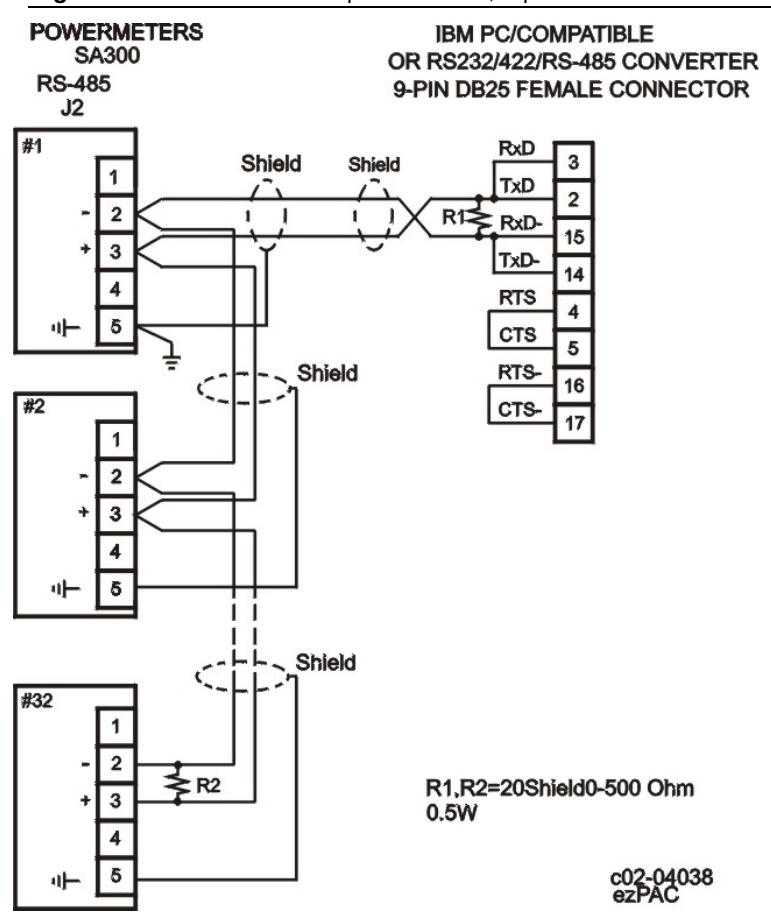 POWERMETERS
SA300
RS-485
J2
IBM PC/COMPATIBLE
OR RS232/422/RS-485 CONVERTER
9-PIN DB25 FEMALE CONNECTOR
#1
1
- 2
+ 3
4
5
Shield
Shield
R1
RxD 3
TxD 2
RxD- 15
TxD- 14
RTS 4
CTS 5
RTS- 16
CTS- 17
Shield
#2
1
- 2
+ 3
4
5
Shield
#32
1
- 2
+ 3
4
5
R2
R1,R2=20Shield0-500 Ohm
0.5W
c02-04038
ezPAC